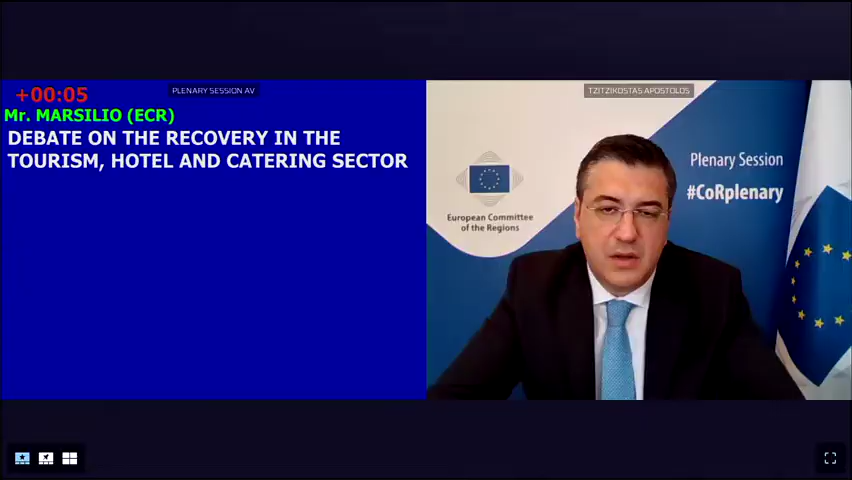 +00:05
PLENARY SESSION AV
Mr. MARSILIO (ECR)
DEBATE ON THE RECOVERY IN THE
TOURISM, HOTEL AND CATERING SECTOR
TZITZIKOSTAS APOSTOLOS
European Committee
of the Regions
Plenary Session
#CoRplenary